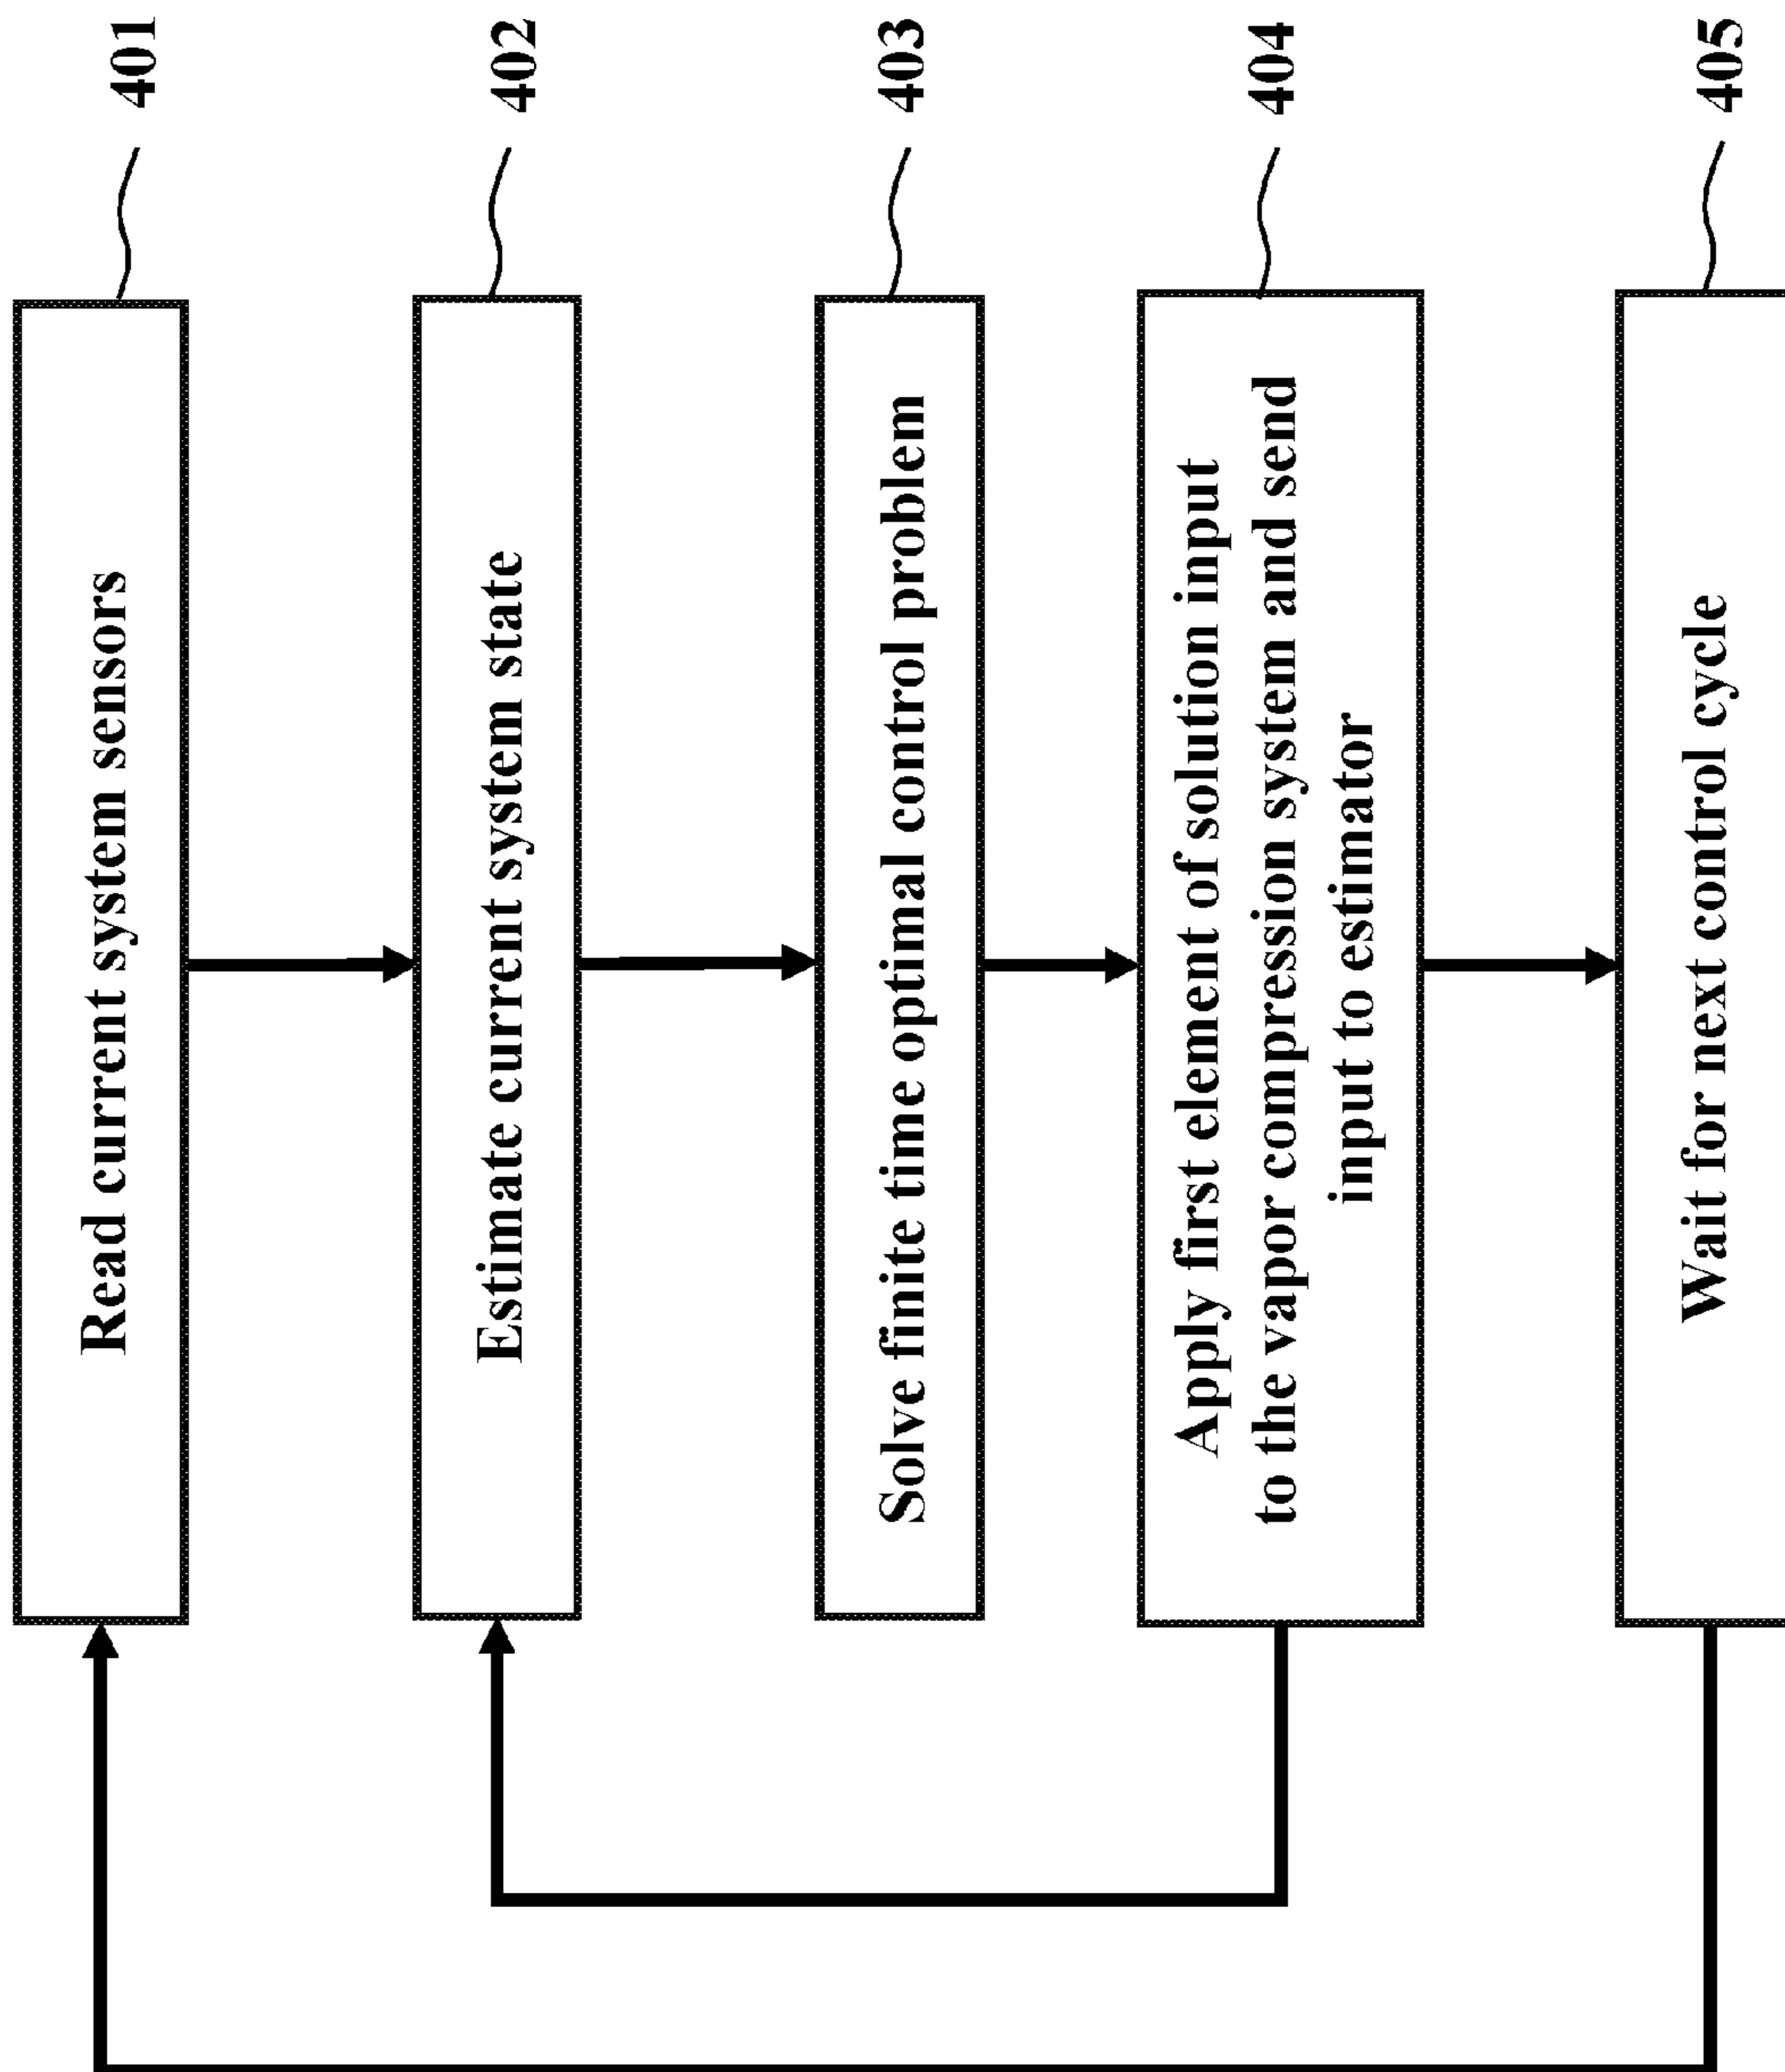 Read current system sensors
401
Estimate current system state
402
Solve finite time optimal control problem
403
Apply first element of solution input
to the vapor compression system and send
input to estimator
404
Wait for next control cycle
405